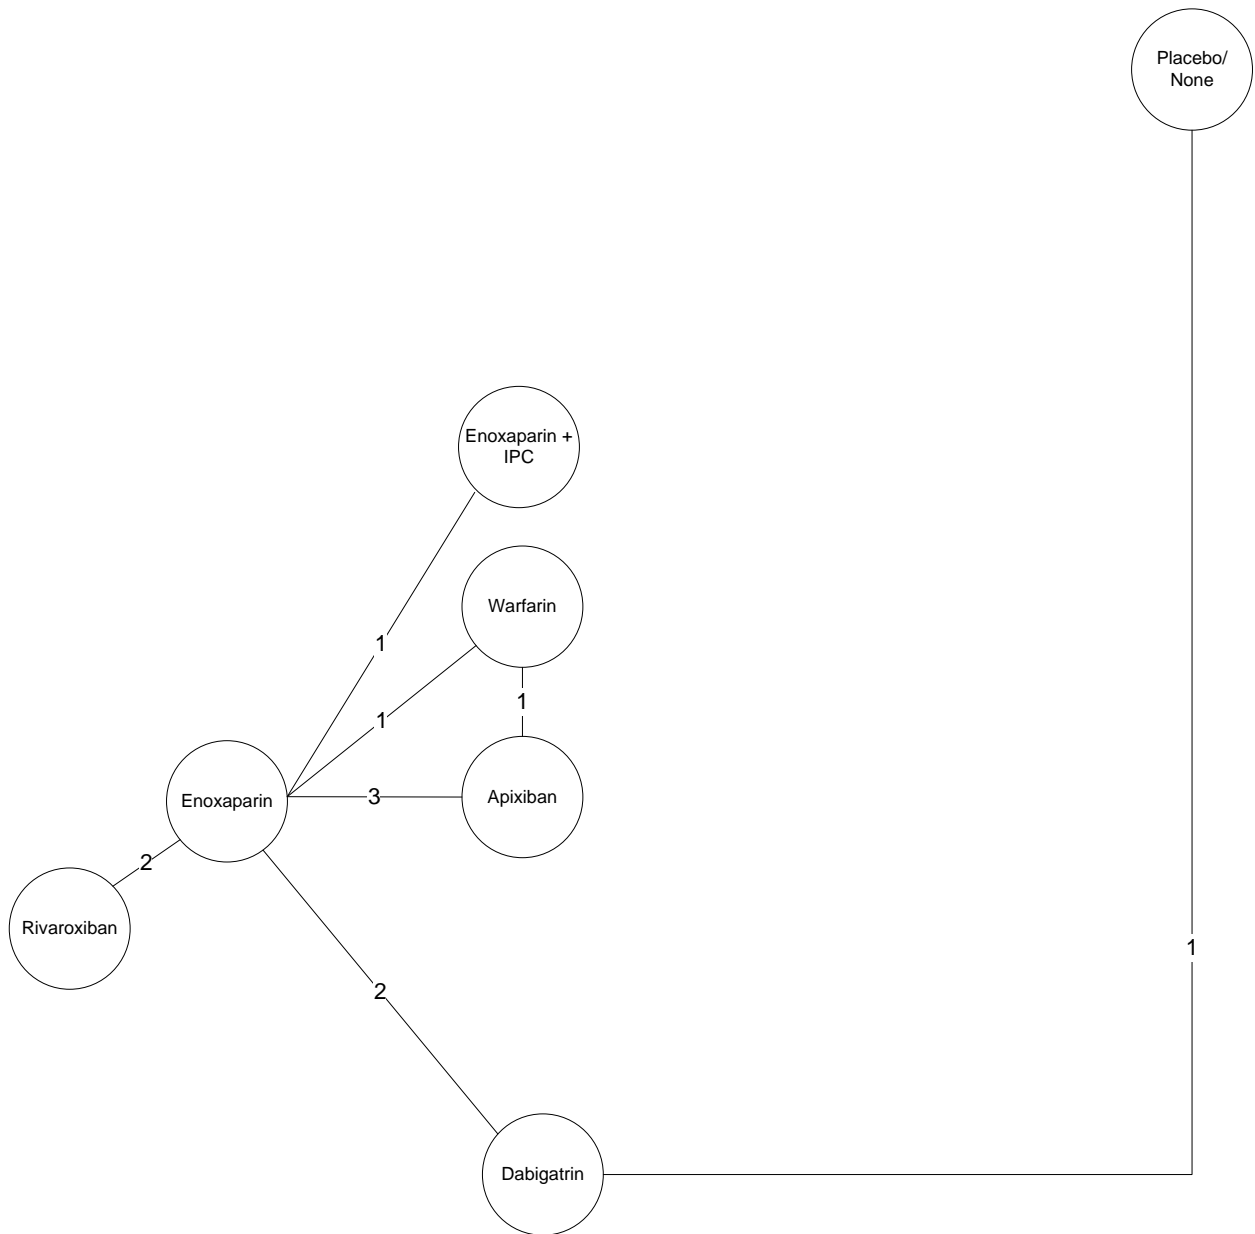 Placebo/
None
Enoxaparin +
IPC
Warfarin
1
1
1
Enoxaparin
3
Apixiban
2
Rivaroxiban
1
2
Dabigatrin